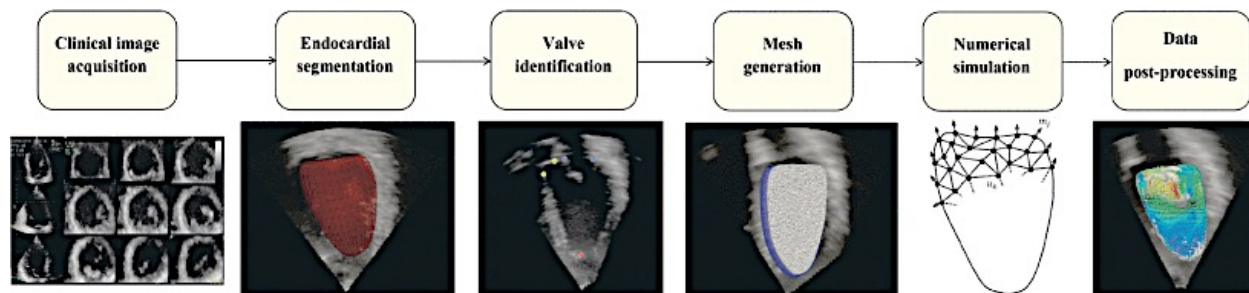 Clinical image
acquisition
Endocardial
segmentation
Valve
identification
Mesh
generation
Numerical
simulation
Data
post-processing